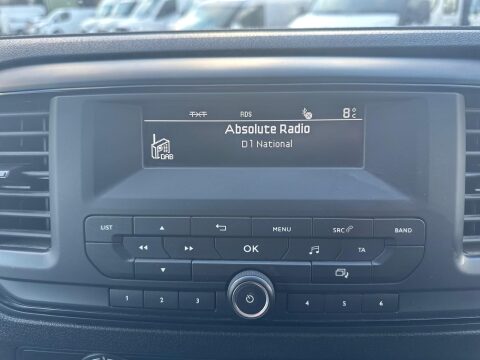 TXT RDS 8°C
Absolute Radio
D1 National
DAB
LIST MENU SRC BAND
OK TA
1 2 3 4 5 6